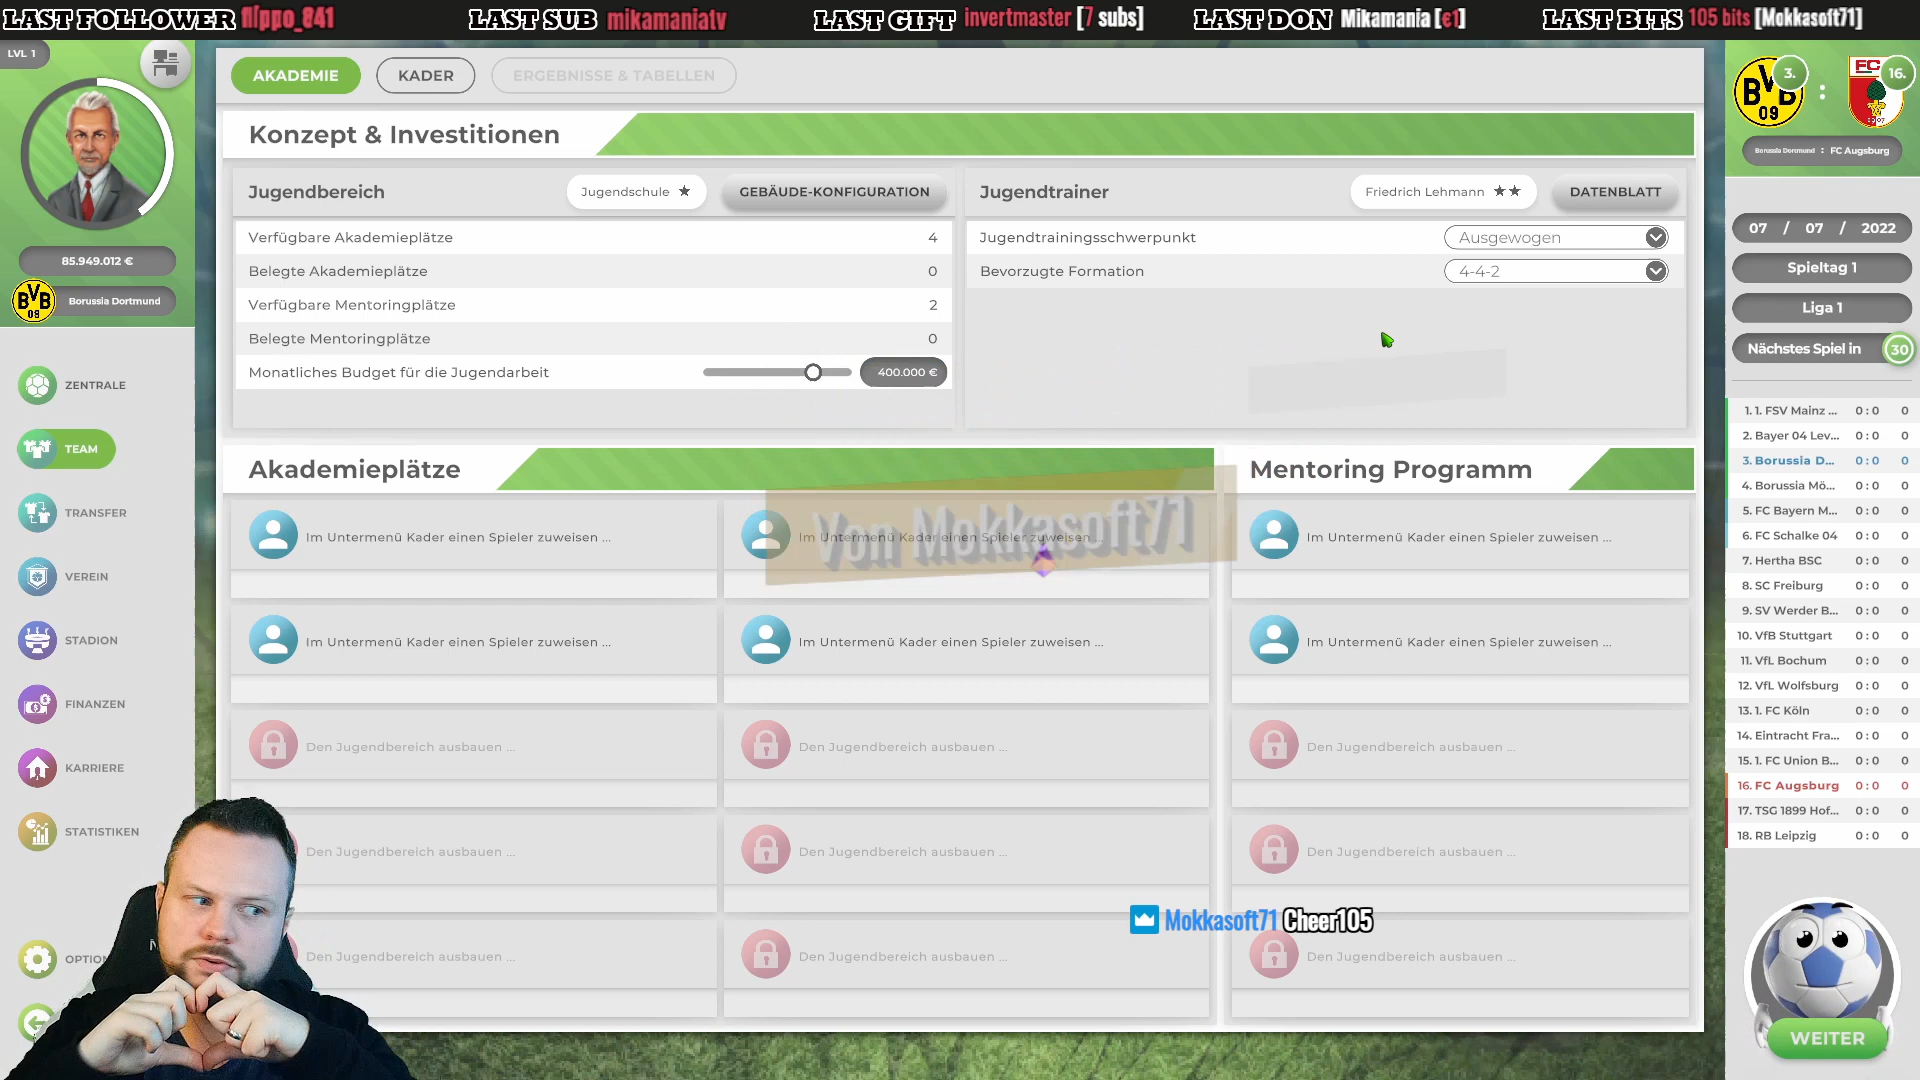 LAST FOLLOWER flippo_841
LAST SUB mikamaniatv
LAST GIFT invertmaster [7 subs]
LAST DON Mikamania [€1]
LAST BITS 105 bits [Mokkasoft71]
LVL 1
85.949.012 €
BVB 09
Borussia Dortmund
ZENTRALE
TEAM
TRANSFER
VEREIN
STADION
FINANZEN
KARRIERE
STATISTIKEN
OPTION
AKADEMIE
KADER
ERGEBNISSE & TABELLEN
Konzept & Investitionen
Jugendbereich
Jugendschule
GEBÄUDE-KONFIGURATION
Verfügbare Akademieplätze 4
Belegte Akademieplätze 0
Verfügbare Mentoringplätze 2
Belegte Mentoringplätze 0
Monatliches Budget für die Jugendarbeit 400.000 €
Jugendtrainer
Friedrich Lehmann
DATENBLATT
Jugendtrainingsschwerpunkt Ausgewogen
Bevorzugte Formation 4-4-2
Akademieplätze
Im Untermenü Kader einen Spieler zuweisen ...
Im Untermenü Kader einen Spieler zuweisen ...
Von Mokkasoft71
Im Untermenü Kader einen Spieler zuweisen ...
Im Untermenü Kader einen Spieler zuweisen ...
Den Jugendbereich ausbauen ...
Den Jugendbereich ausbauen ...
Den Jugendbereich ausbauen ...
Den Jugendbereich ausbauen ...
Den Jugendbereich ausbauen ...
Den Jugendbereich ausbauen ...
Mentoring Programm
Im Untermenü Kader einen Spieler zuweisen ...
Im Untermenü Kader einen Spieler zuweisen ...
Den Jugendbereich ausbauen ...
Den Jugendbereich ausbauen ...
Mokkasoft71 Cheer105
Den Jugendbereich ausbauen ...
BVB 09
3.
:
FC
16.
Borussia Dortmund : FC Augsburg
07 / 07 / 2022
Spieltag 1
Liga 1
Nächstes Spiel in 30
1. 1. FSV Mainz ... 0 : 0 0
2. Bayer 04 Lev... 0 : 0 0
3. Borussia D... 0 : 0 0
4. Borussia Mö... 0 : 0 0
5. FC Bayern M... 0 : 0 0
6. FC Schalke 04 0 : 0 0
7. Hertha BSC 0 : 0 0
8. SC Freiburg 0 : 0 0
9. SV Werder B... 0 : 0 0
10. VfB Stuttgart 0 : 0 0
11. VfL Bochum 0 : 0 0
12. VfL Wolfsburg 0 : 0 0
13. 1. FC Köln 0 : 0 0
14. Eintracht Fra... 0 : 0 0
15. 1. FC Union B... 0 : 0 0
16. FC Augsburg 0 : 0 0
17. TSG 1899 Hof... 0 : 0 0
18. RB Leipzig 0 : 0 0
WEITER